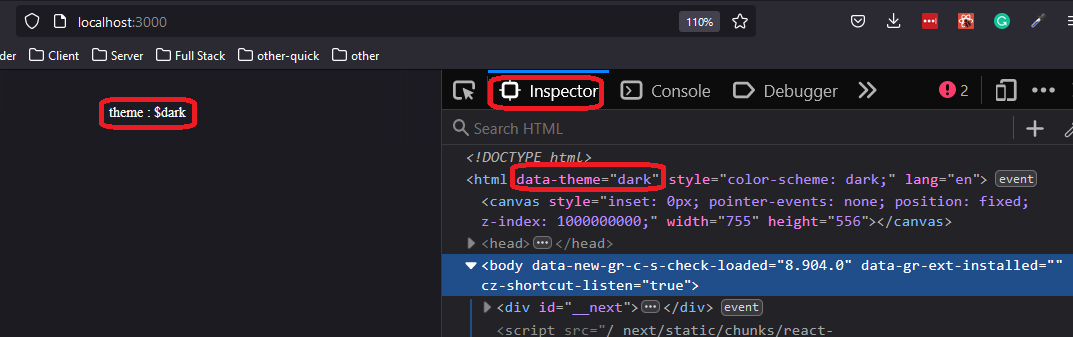 localhost:3000
110%
der Client Server Full Stack other-quick other
theme : $dark
Inspector Console Debugger 2
Search HTML
<!DOCTYPE html>
<html data-theme="dark" style="color-scheme: dark;" lang="en"> event
<canvas style="inset: 0px; pointer-events: none; position: fixed;
z-index: 1000000000;" width="755" height="556"></canvas>
<head></head>
<body data-new-gr-c-s-check-loaded="8.904.0" data-gr-ext-installed=""
cz-shortcut-listen="true">
<div id="__next"></div> event
<script src="/_next/static/chunks/react-